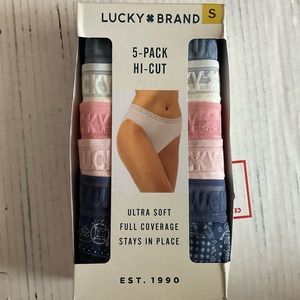 LUCKY BRAND S
5-PACK
HI-CUT
ULTRA SOFT
FULL COVERAGE
STAYS IN PLACE
EST. 1990